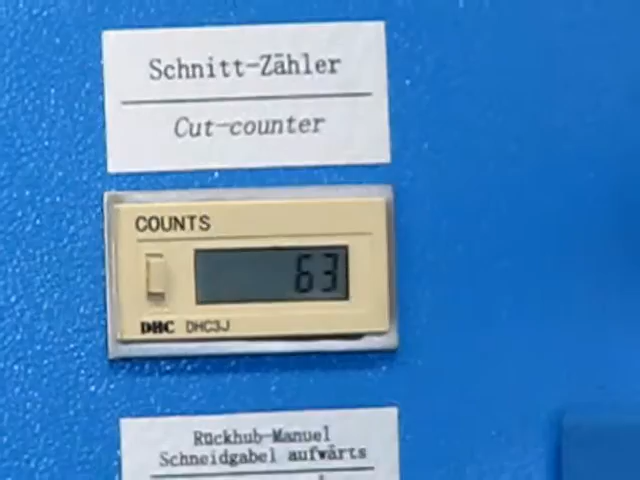 Schnitt-Zähler
Cut-counter
COUNTS
63
DHC DHC3J
Rückhub-Manuel
Schneidgabel aufwärts